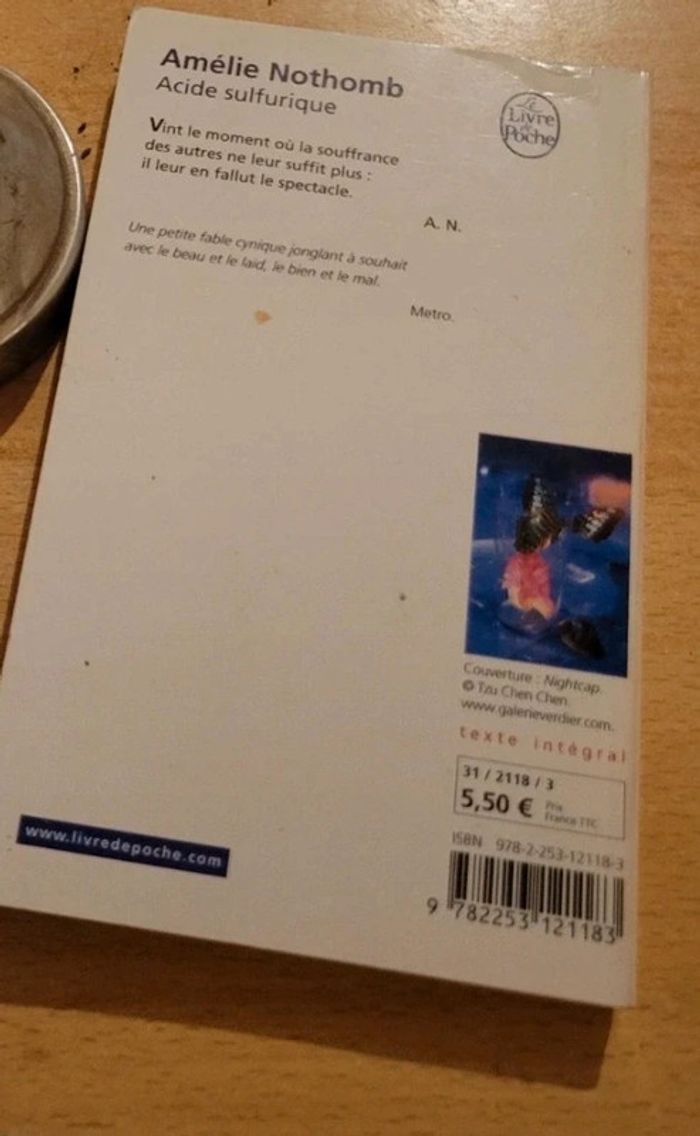 Amélie Nothomb
Acide sulfurique
Le
Livre
de
Poche
Vint le moment où la souffrance
des autres ne leur suffit plus :
il leur en fallut le spectacle.
A. N.
Une petite fable cynique jonglant à souhait
avec le beau et le laid, le bien et le mal.
Metro.
Couverture : Nightcap.
© Tzu Chen Chen.
www.galerieverdier.com.
texte intégral
31 / 2118 / 3
5,50 €
Prix
France TTC
ISBN 978-2-253-12118-3
9 782253 121183
www.livredepoche.com